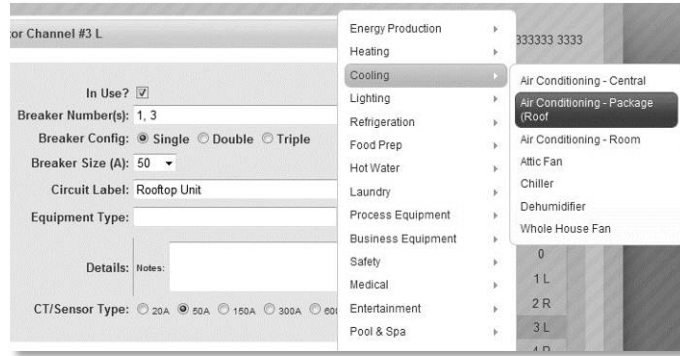 or Channel #3 L
333333 3333
In Use?
Breaker Number(s): 1, 3
Breaker Config: Single Double Triple
Breaker Size (A): 50
Circuit Label: Rooftop Unit
Equipment Type:
Details: Notes:
CT/Sensor Type: 20A 50A 150A 300A 600
Energy Production
Heating
Cooling
Lighting
Refrigeration
Food Prep
Hot Water
Laundry
Process Equipment
Business Equipment
Safety
Medical
Entertainment
Pool & Spa
Air Conditioning - Central
Air Conditioning - Package
(Roof
Air Conditioning - Room
Attic Fan
Chiller
Dehumidifier
Whole House Fan
0
1 L
2 R
3 L